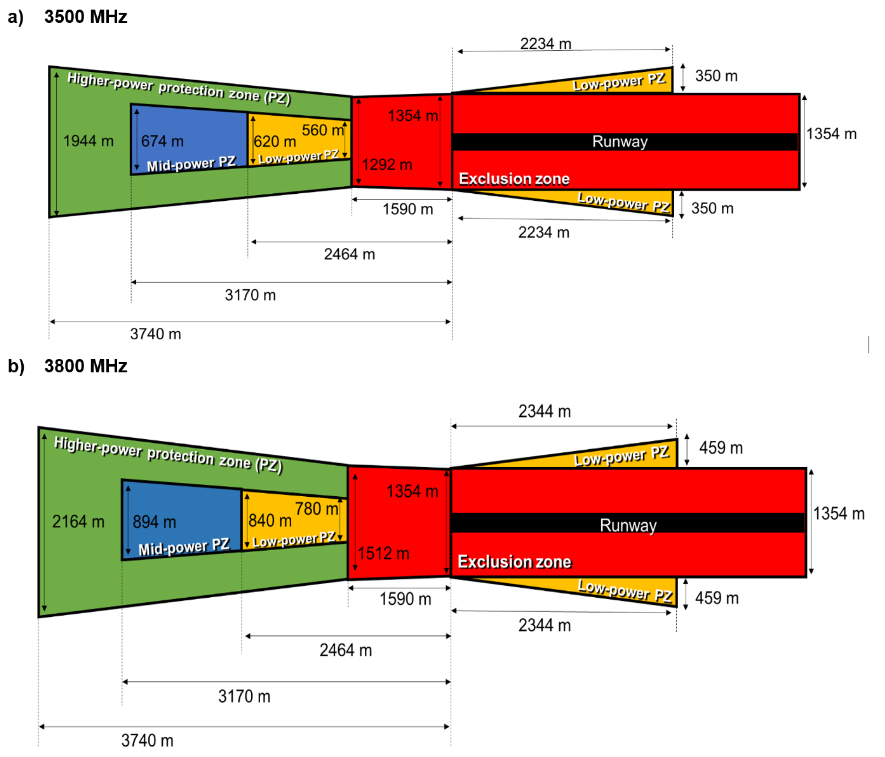 a) 3500 MHz
2234 m
Low-power PZ
350 m
Higher-power protection zone (PZ)
1944 m
674 m
620 m
560 m
Mid-power PZ
Low-power PZ
1354 m
1292 m
Runway
1354 m
Exclusion zone
Low-power PZ
350 m
1590 m
2234 m
2464 m
3170 m
3740 m
b) 3800 MHz
2344 m
Low-power PZ
459 m
Higher-power protection zone (PZ)
2164 m
894 m
840 m
780 m
Mid-power PZ
Low-power PZ
1354 m
1512 m
Runway
1354 m
Exclusion zone
Low-power PZ
459 m
1590 m
2344 m
2464 m
3170 m
3740 m